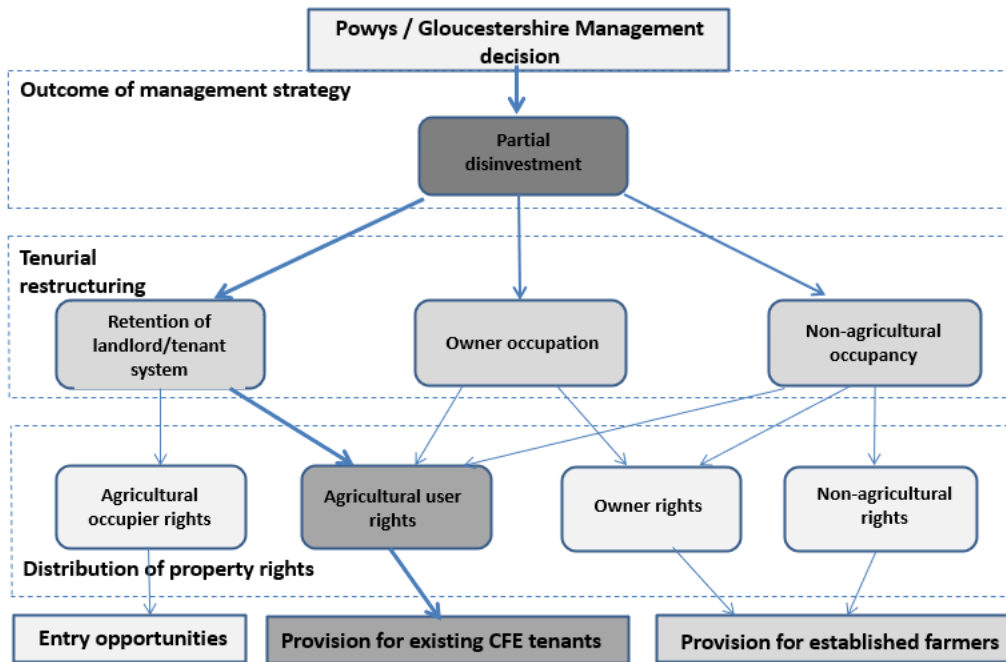 Powys / Gloucestershire Management
decision
Outcome of management strategy
Partial
disinvestment
Tenurial
restructuring
Retention of
landlord/tenant
system
Owner occupation
Non-agricultural
occupancy
Agricultural
occupier rights
Agricultural user
rights
Owner rights
Non-agricultural
rights
Distribution of property rights
Entry opportunities
Provision for existing CFE tenants
Provision for established farmers